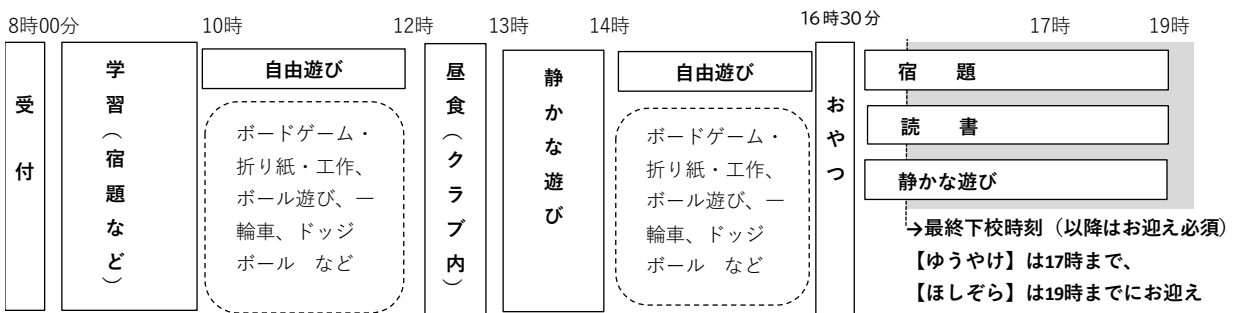 8時00分 10時 12時 13時 14時 16時30分 17時 19時
受付
学習（宿題など）
自由遊び
ボードゲーム・
折り紙・工作、
ボール遊び、一
輪車、ドッジ
ボール　など
昼食（クラブ内）
静かな遊び
自由遊び
ボードゲーム・
折り紙・工作、
ボール遊び、一
輪車、ドッジ
ボール　など
おやつ
宿　題
読　書
静かな遊び
→最終下校時刻（以降はお迎え必須）
【ゆうやけ】は17時まで、
【ほしぞら】は19時までにお迎え